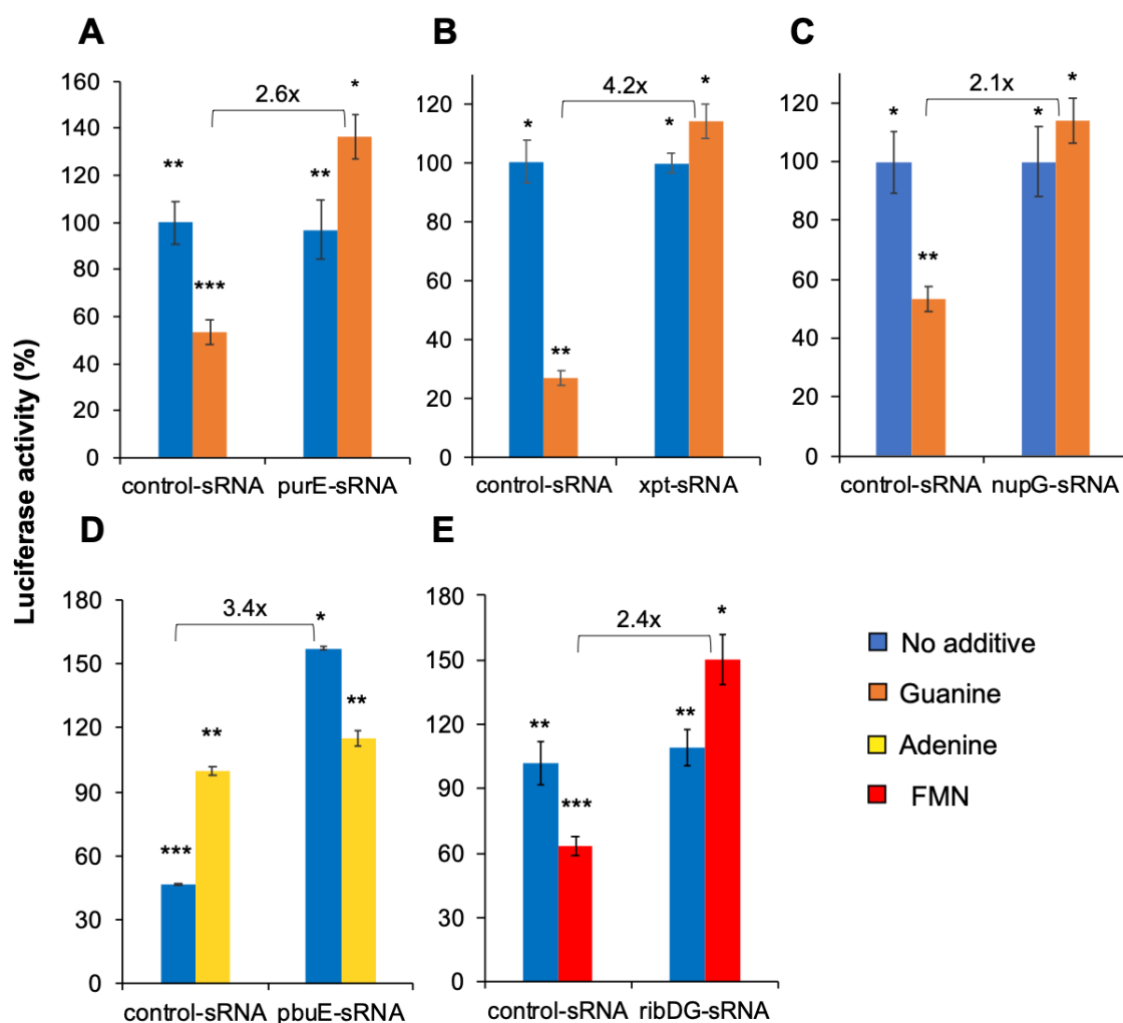 A
B
C
Luciferase activity (%)
160
140
120
100
80
60
40
20
0
2.6x
**
***
**
*
control-sRNA purE-sRNA
120
100
80
60
40
20
0
4.2x
*
**
*
*
control-sRNA xpt-sRNA
120
100
80
60
40
20
0
2.1x
*
**
*
*
control-sRNA nupG-sRNA
D
E
180
150
120
90
60
30
0
3.4x
***
**
*
**
control-sRNA pbuE-sRNA
180
150
120
90
60
30
0
2.4x
**
***
**
*
control-sRNA ribDG-sRNA
No additive
Guanine
Adenine
FMN